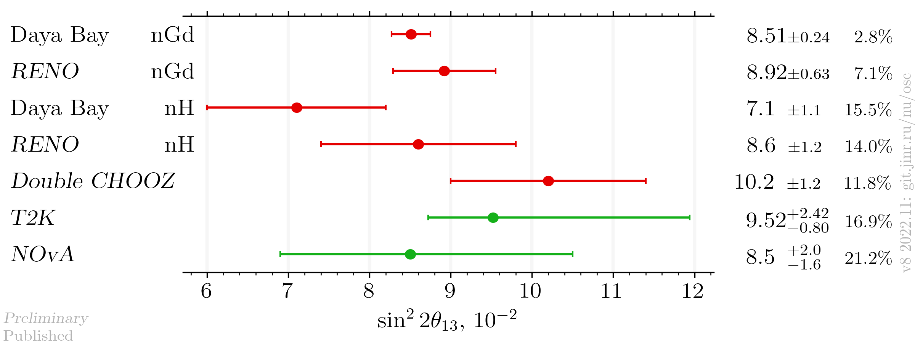 Daya Bay nGd 8.51±0.24 2.8%
RENO nGd 8.92±0.63 7.1%
Daya Bay nH 7.1 ±1.1 15.5%
RENO nH 8.6 ±1.2 14.0%
Double CHOOZ 10.2 ±1.2 11.8%
T2K 9.52+2.42−0.80 16.9%
NOvA 8.5 +2.0−1.6 21.2%
6 7 8 9 10 11 12
sin² 2θ₁₃, 10⁻²
Preliminary
Published
v8 2022.11: git.jinr.ru/nu/osc